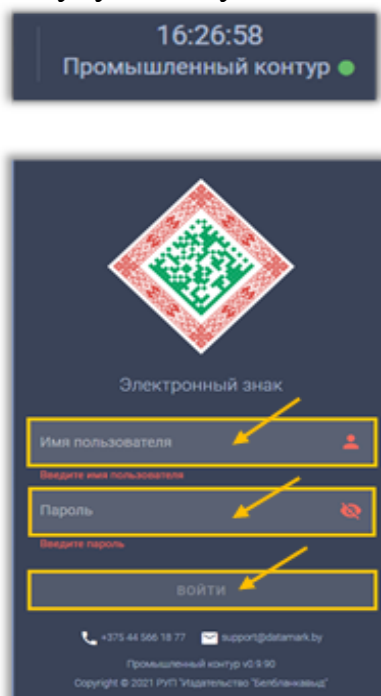 16:26:58
Промышленный контур
Электронный знак
Имя пользователя
Введите имя пользователя
Пароль
Введите пароль
ВОЙТИ
+375 44 566 18 77 support@datamark.by
Промышленный контур v0.9.90
Copyright © 2021 РУП "Издательство "Белбланкавыд"